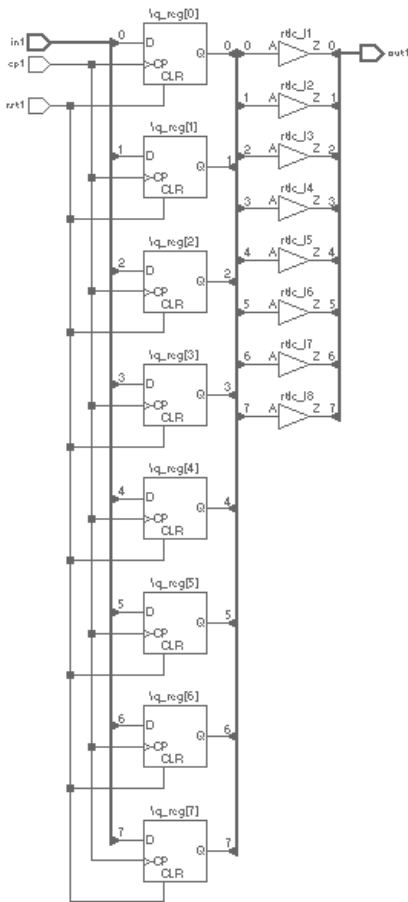 in1
cp1
rst1
out1
\q_reg[0]
0
D
Q
CP
CLR
\q_reg[1]
1
D
Q
1
CP
CLR
\q_reg[2]
2
D
Q
2
CP
CLR
\q_reg[3]
3
D
Q
3
CP
CLR
\q_reg[4]
4
D
Q
4
CP
CLR
\q_reg[5]
5
D
Q
5
CP
CLR
\q_reg[6]
6
D
Q
6
CP
CLR
\q_reg[7]
7
D
Q
7
CP
CLR
rtlc_I1
0 0 A Z 0
rtlc_I2
1 A Z 1
rtlc_I3
2 A Z 2
rtlc_I4
3 A Z 3
rtlc_I5
4 A Z 4
rtlc_I6
5 A Z 5
rtlc_I7
6 A Z 6
rtlc_I8
7 A Z 7